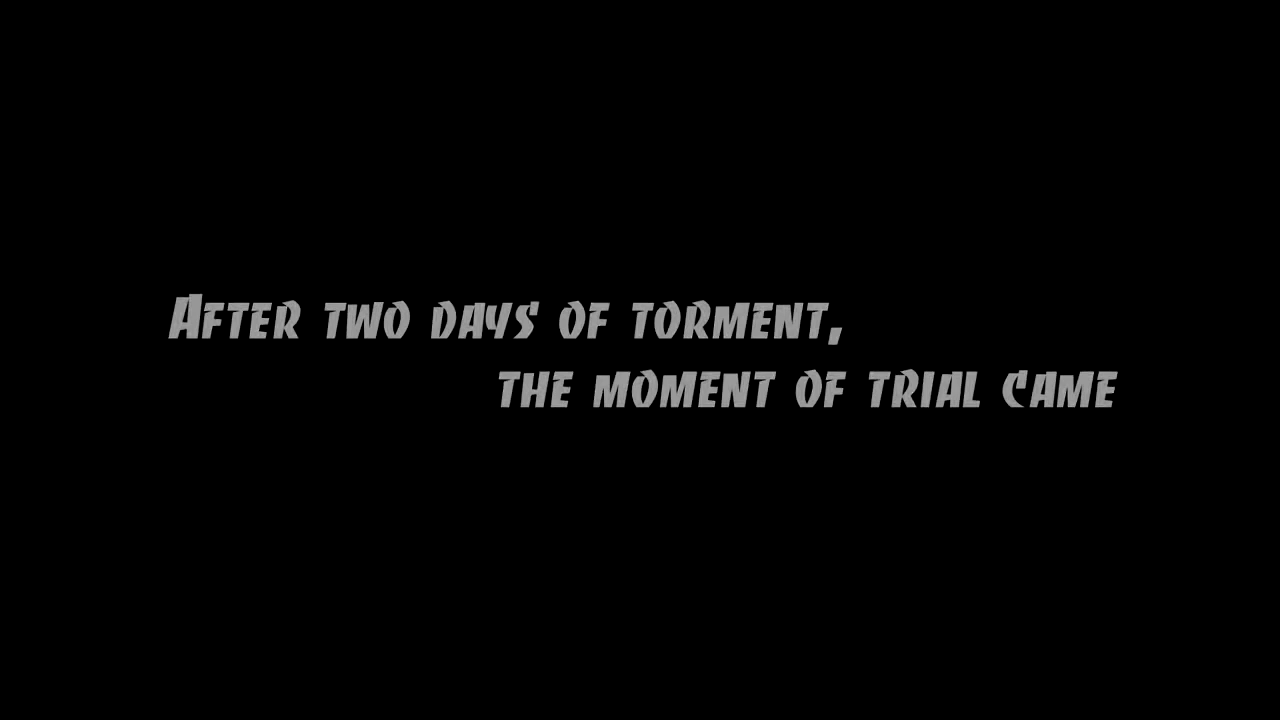 After two days of torment,
the moment of trial came